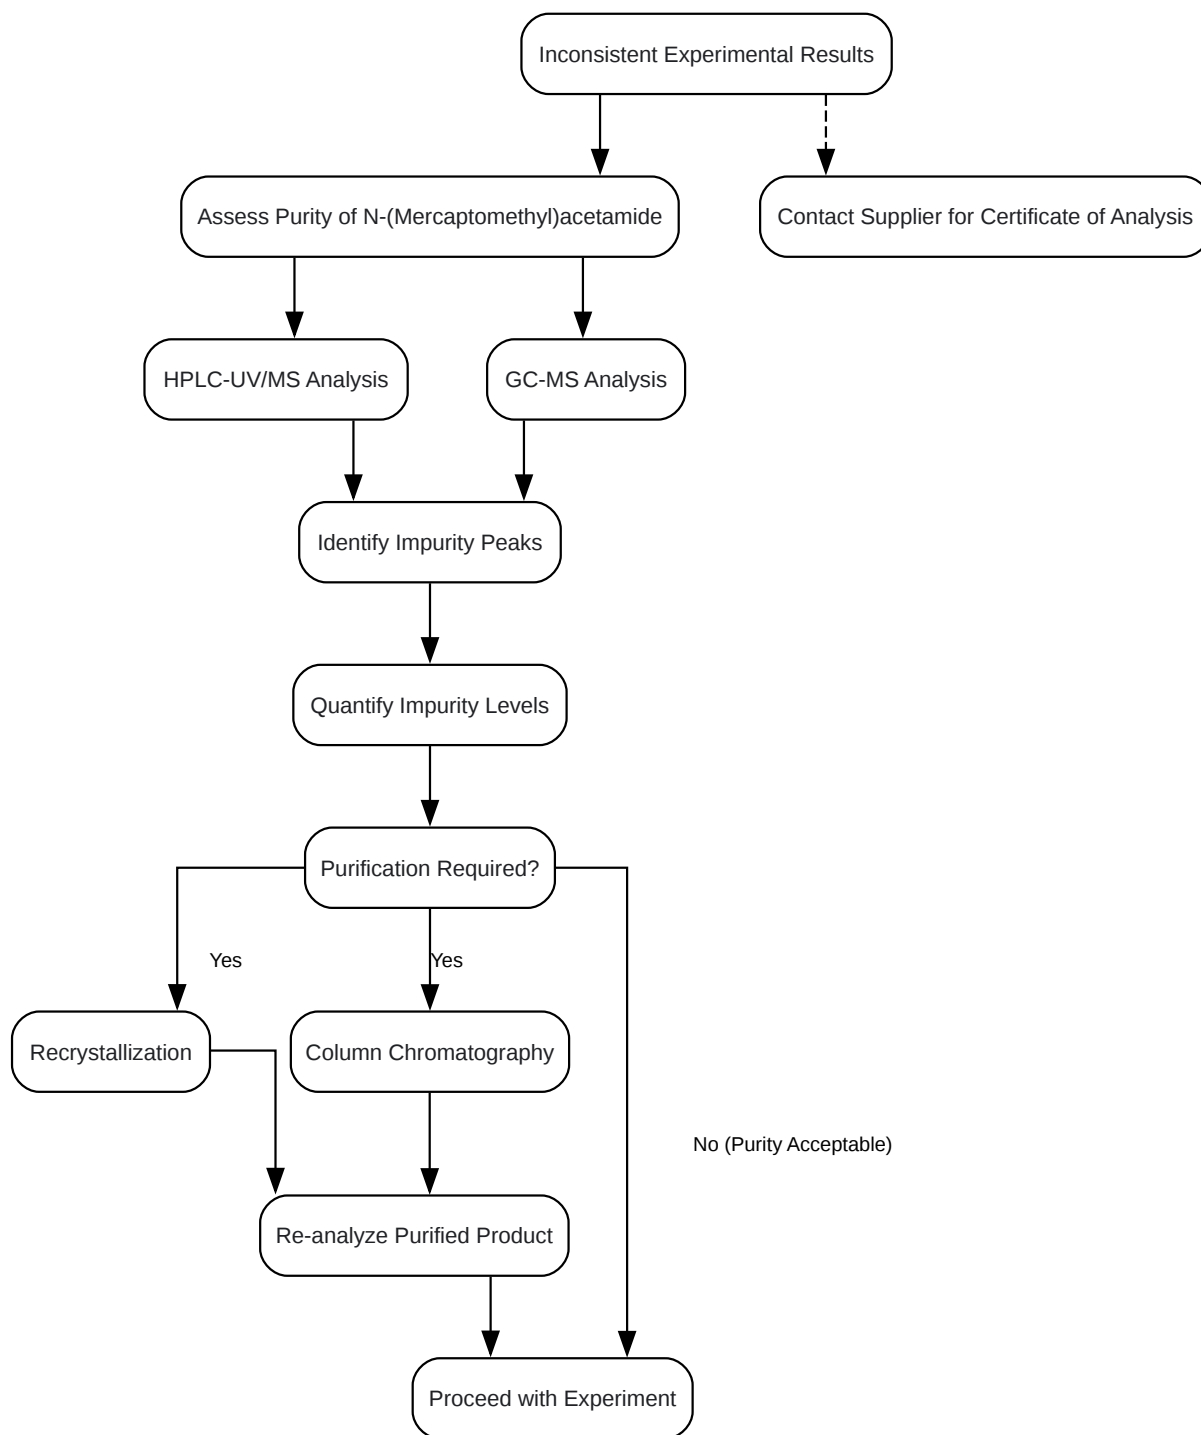 Inconsistent Experimental Results
Assess Purity of N-(Mercaptomethyl)acetamide
Contact Supplier for Certificate of Analysis
HPLC-UV/MS Analysis
GC-MS Analysis
Identify Impurity Peaks
Quantify Impurity Levels
Purification Required?
Yes
Yes
Recrystallization
Column Chromatography
No (Purity Acceptable)
Re-analyze Purified Product
Proceed with Experiment